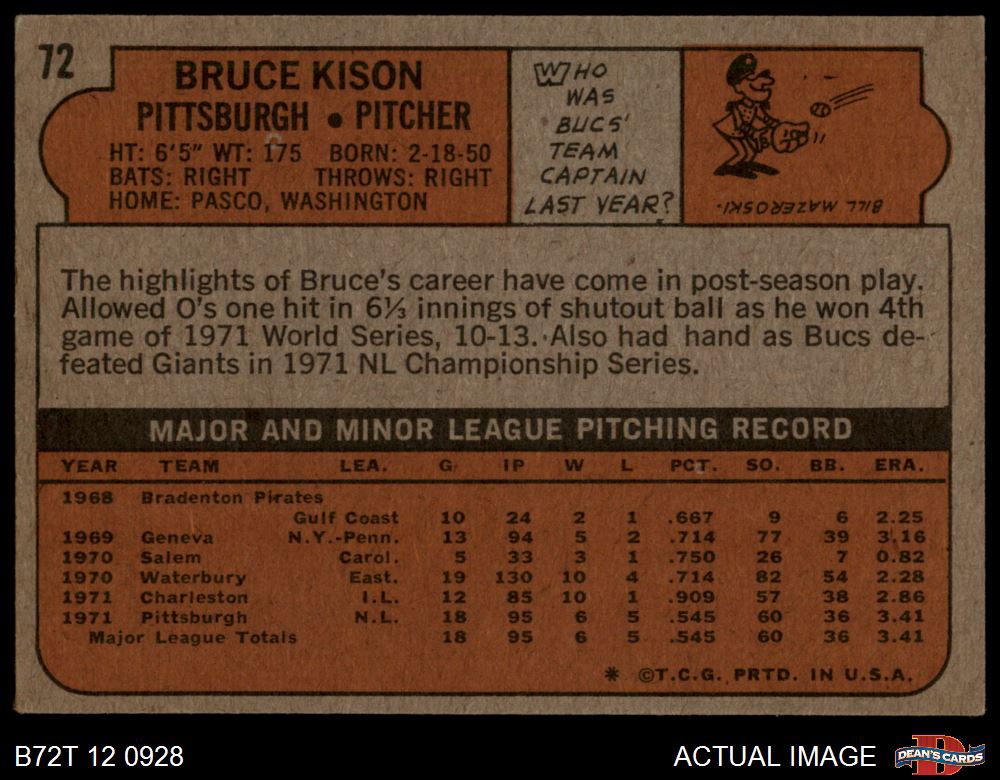 72
BRUCE KISON
PITTSBURGH • PITCHER
HT: 6'5" WT: 175 BORN: 2-18-50
BATS: RIGHT THROWS: RIGHT
HOME: PASCO, WASHINGTON
WHO
WAS
BUCS'
TEAM
CAPTAIN
LAST YEAR?
BILL MAZEROSKI.
The highlights of Bruce's career have come in post-season play.
Allowed O's one hit in 6⅓ innings of shutout ball as he won 4th
game of 1971 World Series, 10-13. Also had hand as Bucs de-
feated Giants in 1971 NL Championship Series.
MAJOR AND MINOR LEAGUE PITCHING RECORD
YEAR TEAM LEA. G IP W L PCT. SO. BB. ERA.
1968 Bradenton Pirates
Gulf Coast 10 24 2 1 .667 9 6 2.25
1969 Geneva N.Y.-Penn. 13 94 5 2 .714 77 39 3.16
1970 Salem Carol. 5 33 3 1 .750 26 7 0.82
1970 Waterbury East. 19 130 10 4 .714 82 54 2.28
1971 Charleston I.L. 12 85 10 1 .909 57 38 2.86
1971 Pittsburgh N.L. 18 95 6 5 .545 60 36 3.41
Major League Totals 18 95 6 5 .545 60 36 3.41
* ©T.C.G. PRTD. IN U.S.A.
B72T 12 0928
ACTUAL IMAGE
DEAN'S CARDS